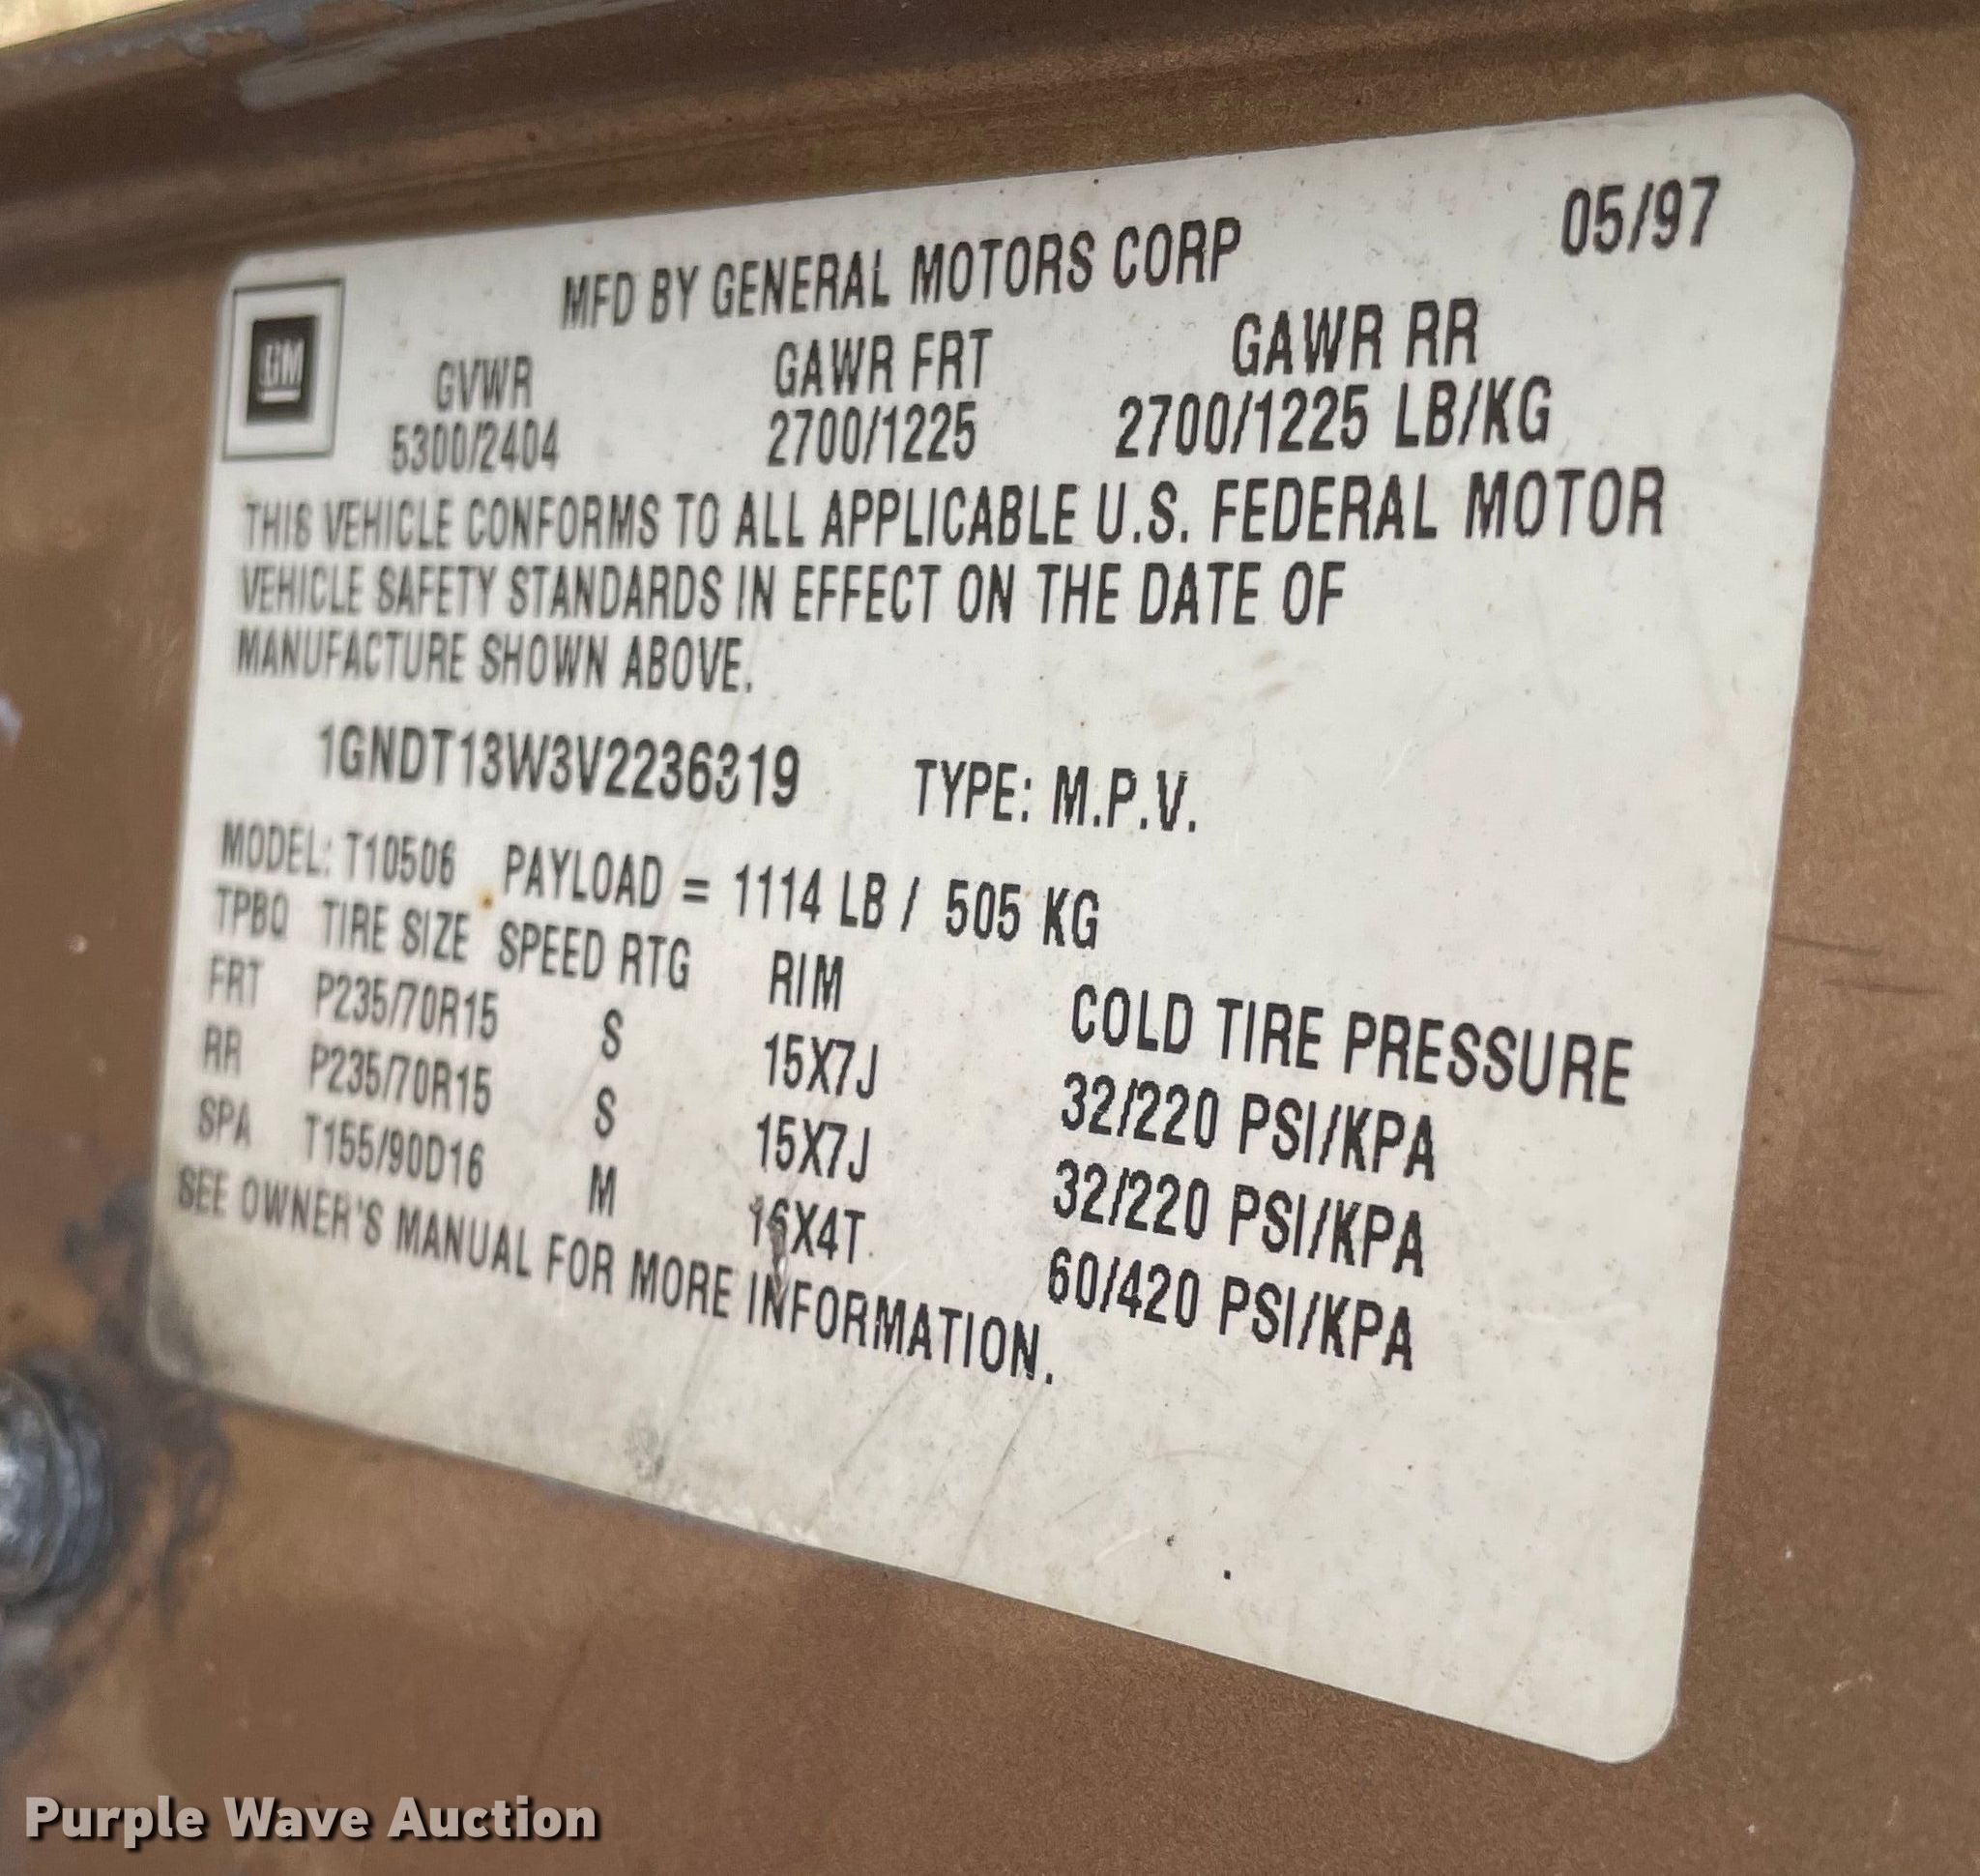 05/97
MFD BY GENERAL MOTORS CORP
GM
GVWR GAWR FRT GAWR RR
5300/2404 2700/1225 2700/1225 LB/KG
THIS VEHICLE CONFORMS TO ALL APPLICABLE U.S. FEDERAL MOTOR
VEHICLE SAFETY STANDARDS IN EFFECT ON THE DATE OF
MANUFACTURE SHOWN ABOVE.
1GNDT13W3V2236319 TYPE: M.P.V.
MODEL: T10506 PAYLOAD = 1114 LB / 505 KG
TPBQ TIRE SIZE SPEED RTG RIM COLD TIRE PRESSURE
FRT P235/70R15 S 15X7J 32/220 PSI/KPA
RR P235/70R15 S 15X7J 32/220 PSI/KPA
SPA T155/90D16 M 16X4T 60/420 PSI/KPA
SEE OWNER'S MANUAL FOR MORE INFORMATION.
Purple Wave Auction